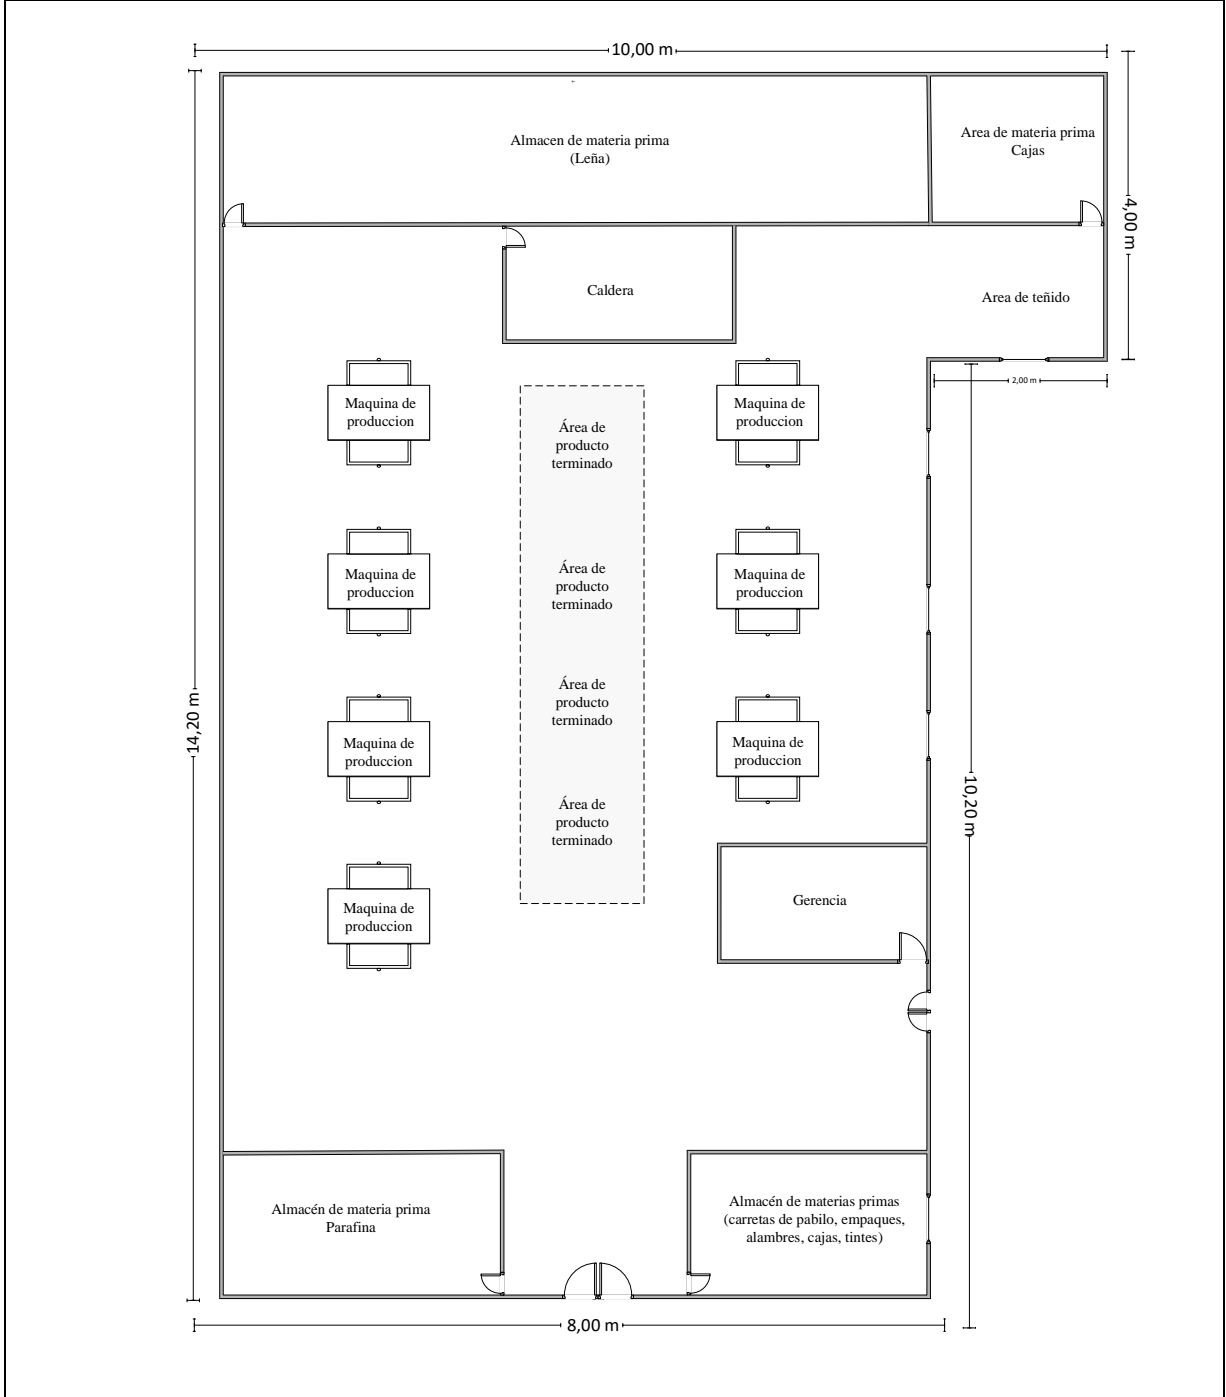 10,00 m
Almacen de materia prima
(Leña)
Area de materia prima
Cajas
4,00 m
Caldera
Area de teñido
2,00 m
Maquina de
produccion
Área de
producto
terminado
Maquina de
produccion
Maquina de
produccion
Área de
producto
terminado
Maquina de
produccion
14,20 m
Maquina de
produccion
Área de
producto
terminado
Maquina de
produccion
10,20 m
Área de
producto
terminado
Maquina de
produccion
Gerencia
Almacén de materia prima
Parafina
Almacén de materias primas
(carretas de pabilo, empaques,
alambres, cajas, tintes)
8,00 m